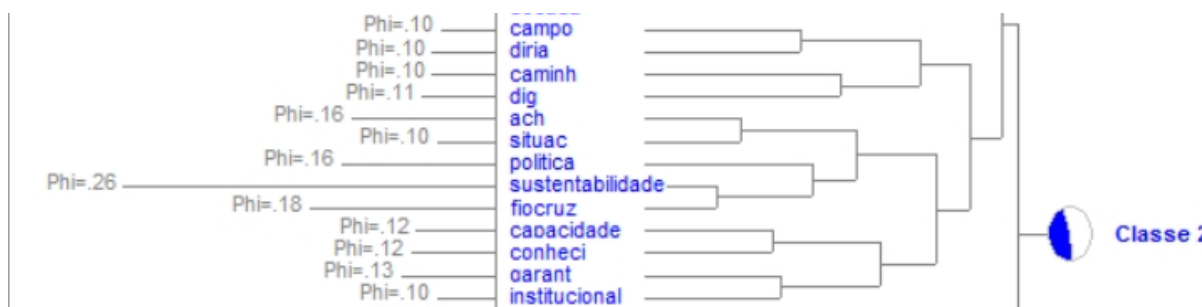 Phi=.10 campo
Phi=.10 diria
Phi=.10 caminh
Phi=.11 dig
Phi=.16 ach
Phi=.10 situac
Phi=.16 politica
Phi=.26 sustentabilidade
Phi=.18 fiocruz
Phi=.12 capacidade
Classe 2
Phi=.12 conheci
Phi=.13 garant
Phi=.10 institucional